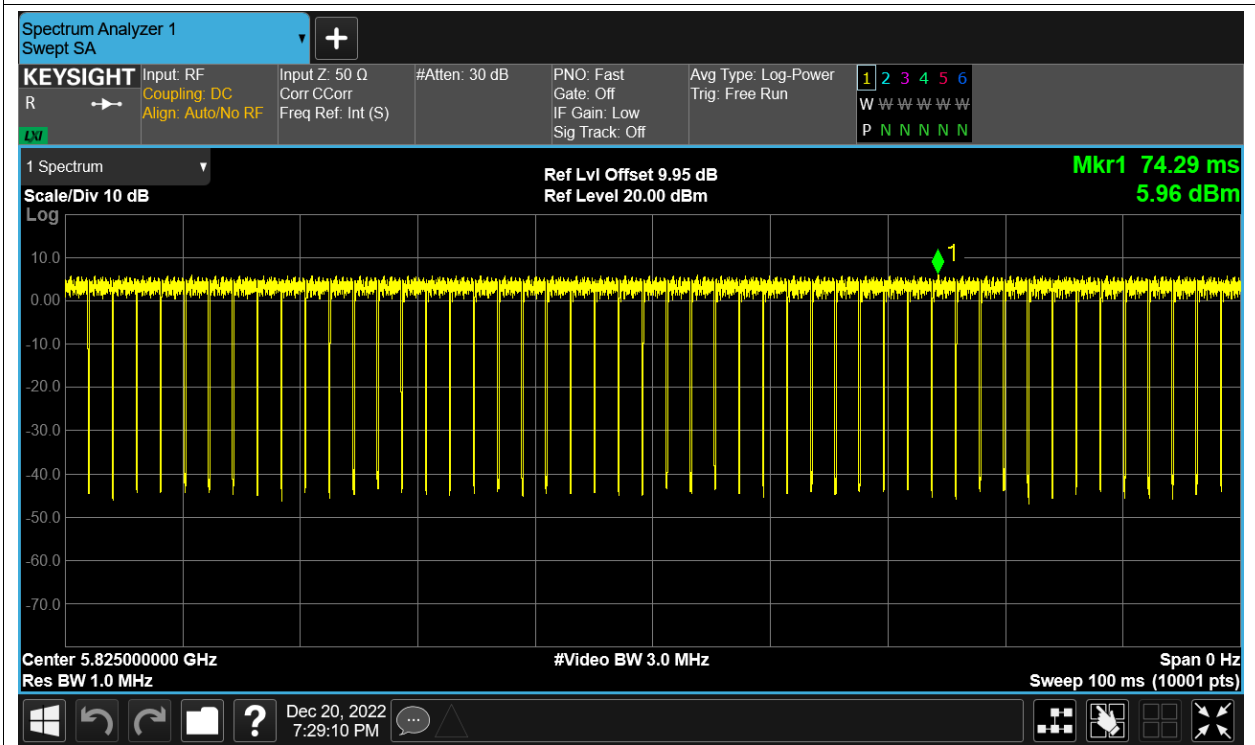 Spectrum Analyzer 1
Swept SA
+
KEYSIGHT
R
LXI
Input: RF
Coupling: DC
Align: Auto/No RF
Input Z: 50 Ω
Corr CCorr
Freq Ref: Int (S)
#Atten: 30 dB
PNO: Fast
Gate: Off
IF Gain: Low
Sig Track: Off
Avg Type: Log-Power
Trig: Free Run
1 2 3 4 5 6
W W W W W W
P N N N N N
1 Spectrum
Scale/Div 10 dB
Ref Lvl Offset 9.95 dB
Ref Level 20.00 dBm
Mkr1 74.29 ms
5.96 dBm
Log
1
10.0
0.00
-10.0
-20.0
-30.0
-40.0
-50.0
-60.0
-70.0
Center 5.825000000 GHz
Res BW 1.0 MHz
#Video BW 3.0 MHz
Span 0 Hz
Sweep 100 ms (10001 pts)
?
Dec 20, 2022
7:29:10 PM